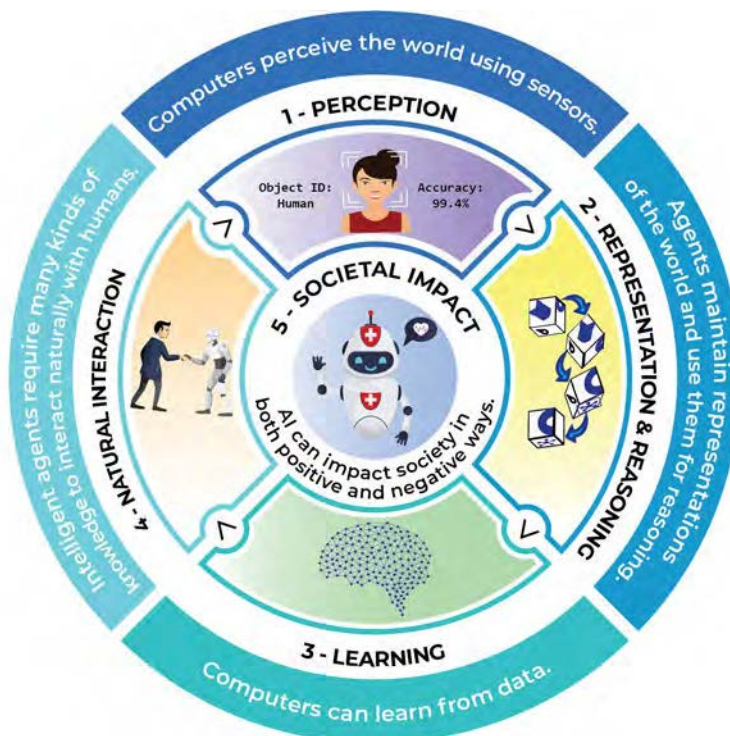 Computers perceive the world using sensors.
1 - PERCEPTION
Object ID:
Human
Accuracy:
99.4%
Agents maintain representations
of the world and use them for reasoning.
2 - REPRESENTATION & REASONING
Computers can learn from data.
3 - LEARNING
Intelligent agents require many kinds of
knowledge to interact naturally with humans.
4 - NATURAL INTERACTION
5 - SOCIETAL IMPACT
AI can impact society in
both positive and negative ways.